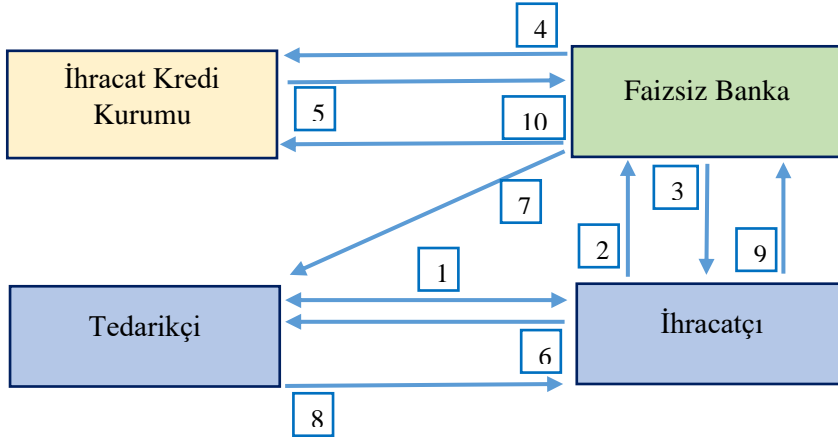 4
İhracat Kredi
Kurumu
Faizsiz Banka
5
10
7
3
2
9
1
Tedarikçi
İhracatçı
6
8